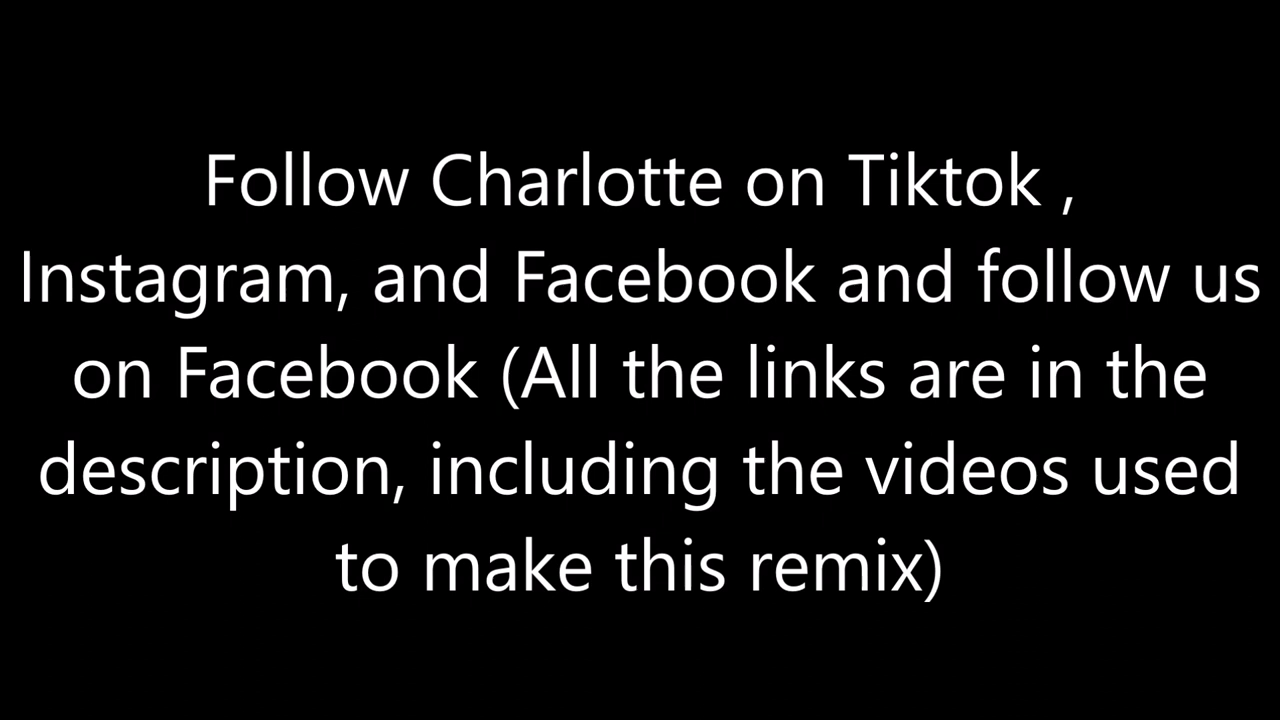 Follow Charlotte on Tiktok ,
Instagram, and Facebook and follow us
on Facebook (All the links are in the
description, including the videos used
to make this remix)